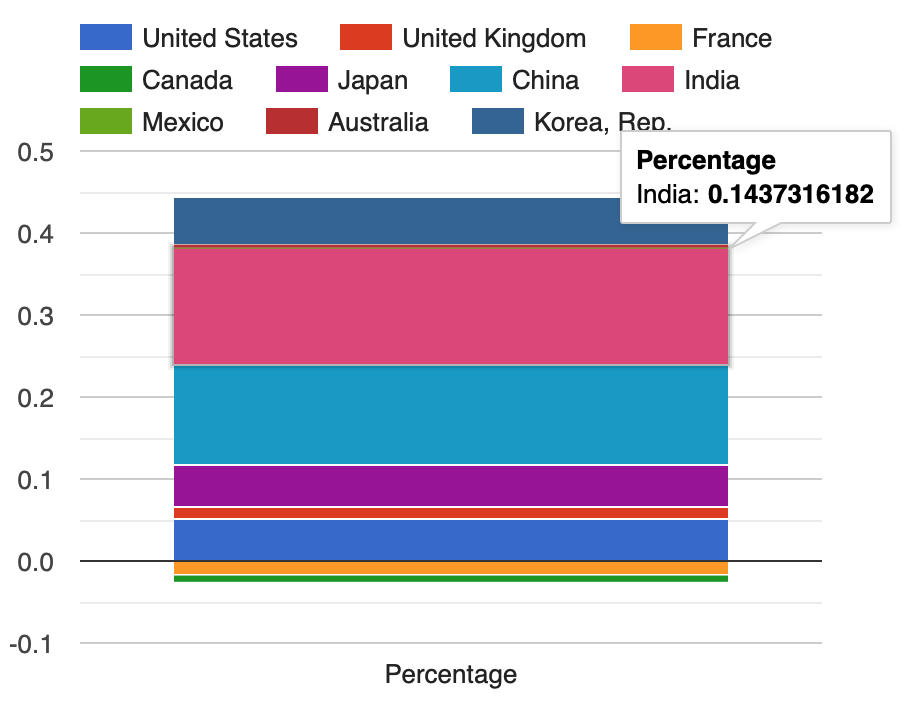 United States United Kingdom France
Canada Japan China India
Mexico Australia Korea, Rep.
Percentage
India: 0.1437316182
0.5
0.4
0.3
0.2
0.1
0.0
-0.1
Percentage